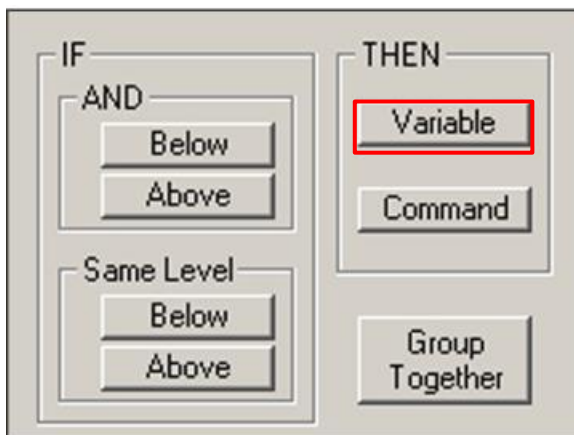 IF
AND
Below
Above
Same Level
Below
Above
THEN
Variable
Command
Group
Together